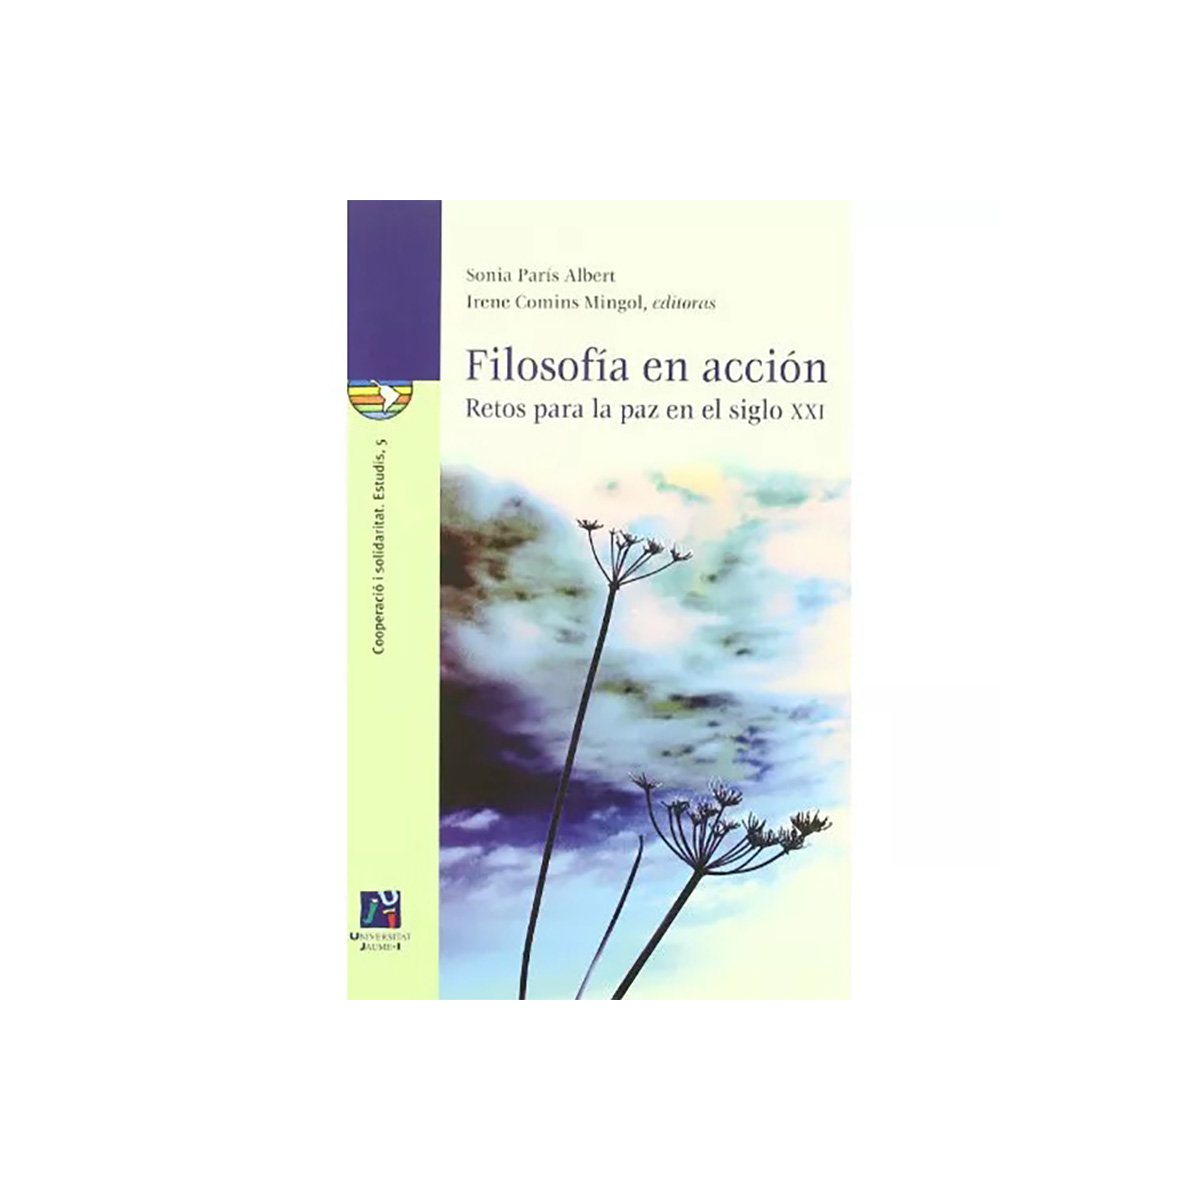 Sonia París Albert
Irene Comins Mingol, editoras
Filosofía en acción
Retos para la paz en el siglo XXI
Cooperació i solidaritat. Estudis, 5
UJI
UNIVERSITAT
JAUME·I